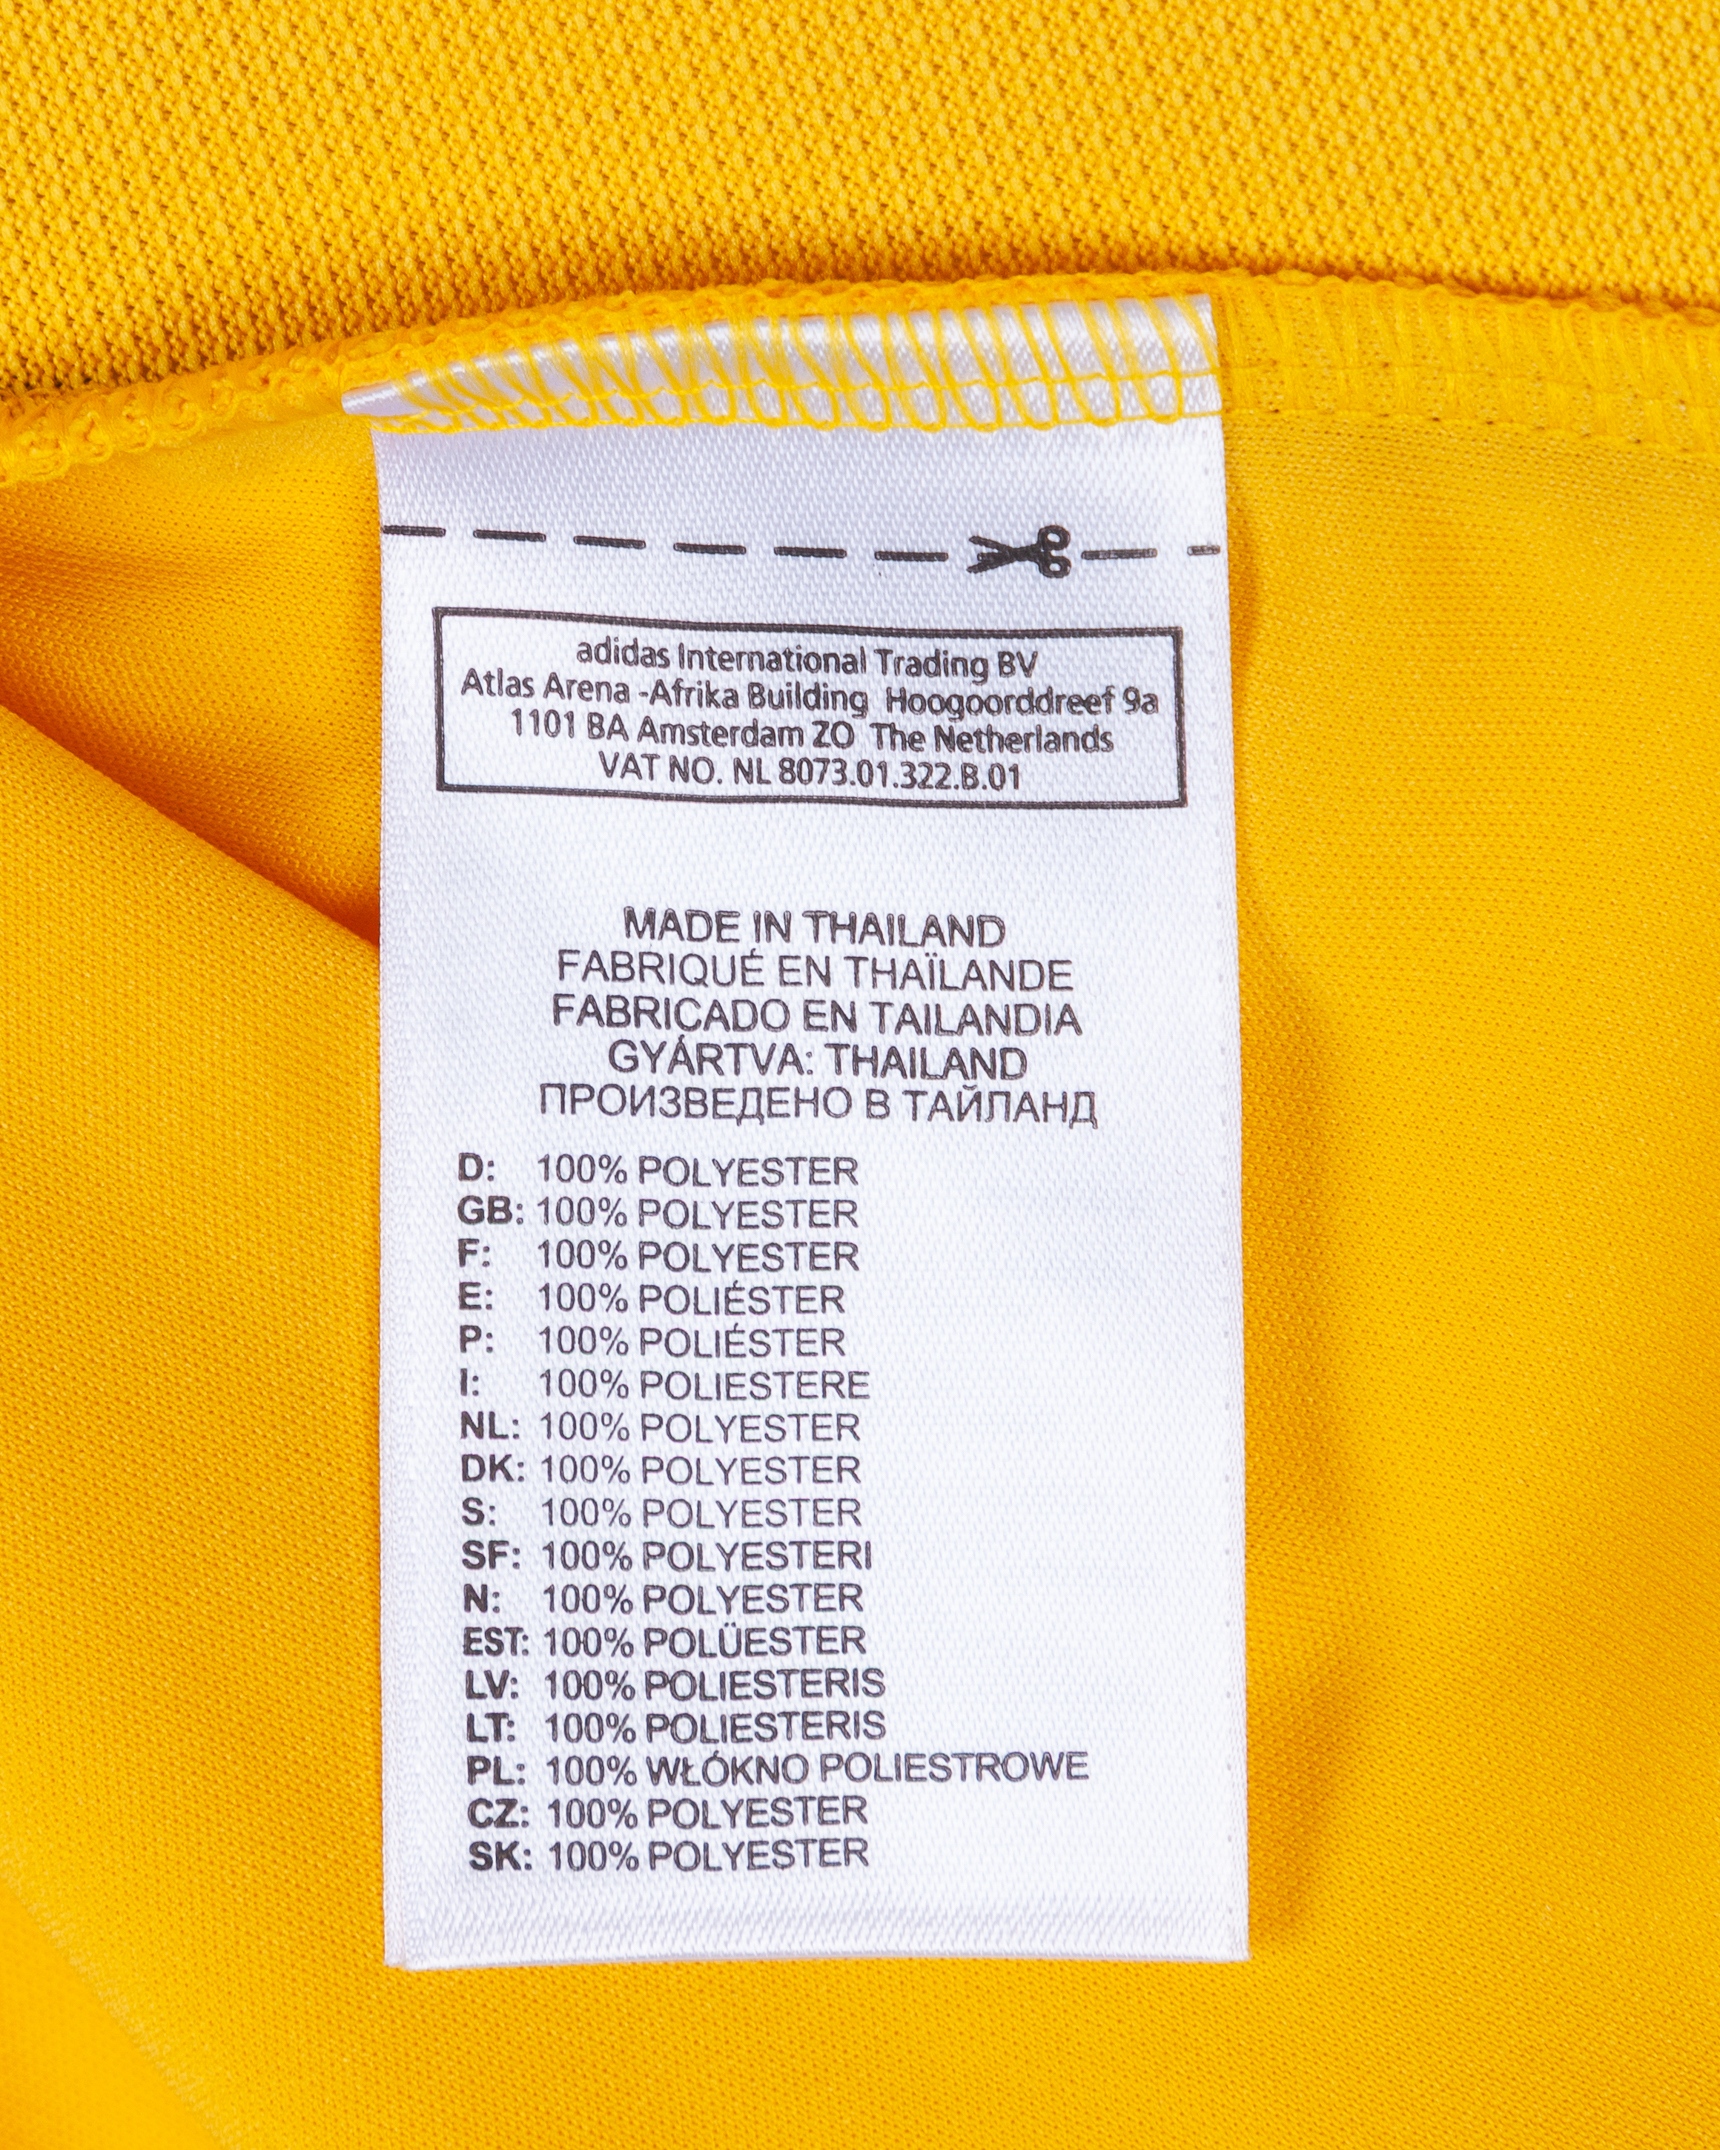 adidas International Trading BV
Atlas Arena -Afrika Building Hoogoorddreef 9a
1101 BA Amsterdam ZO The Netherlands
VAT NO. NL 8073.01.322.B.01
MADE IN THAILAND
FABRIQUÉ EN THAÏLANDE
FABRICADO EN TAILANDIA
GYÁRTVA: THAILAND
ПРОИЗВЕДЕНО В ТАЙЛАНД
D: 100% POLYESTER
GB: 100% POLYESTER
F: 100% POLYESTER
E: 100% POLIÉSTER
P: 100% POLIÉSTER
I: 100% POLIESTERE
NL: 100% POLYESTER
DK: 100% POLYESTER
S: 100% POLYESTER
SF: 100% POLYESTERI
N: 100% POLYESTER
EST: 100% POLÜESTER
LV: 100% POLIESTERIS
LT: 100% POLIESTERIS
PL: 100% WŁÓKNO POLIESTROWE
CZ: 100% POLYESTER
SK: 100% POLYESTER